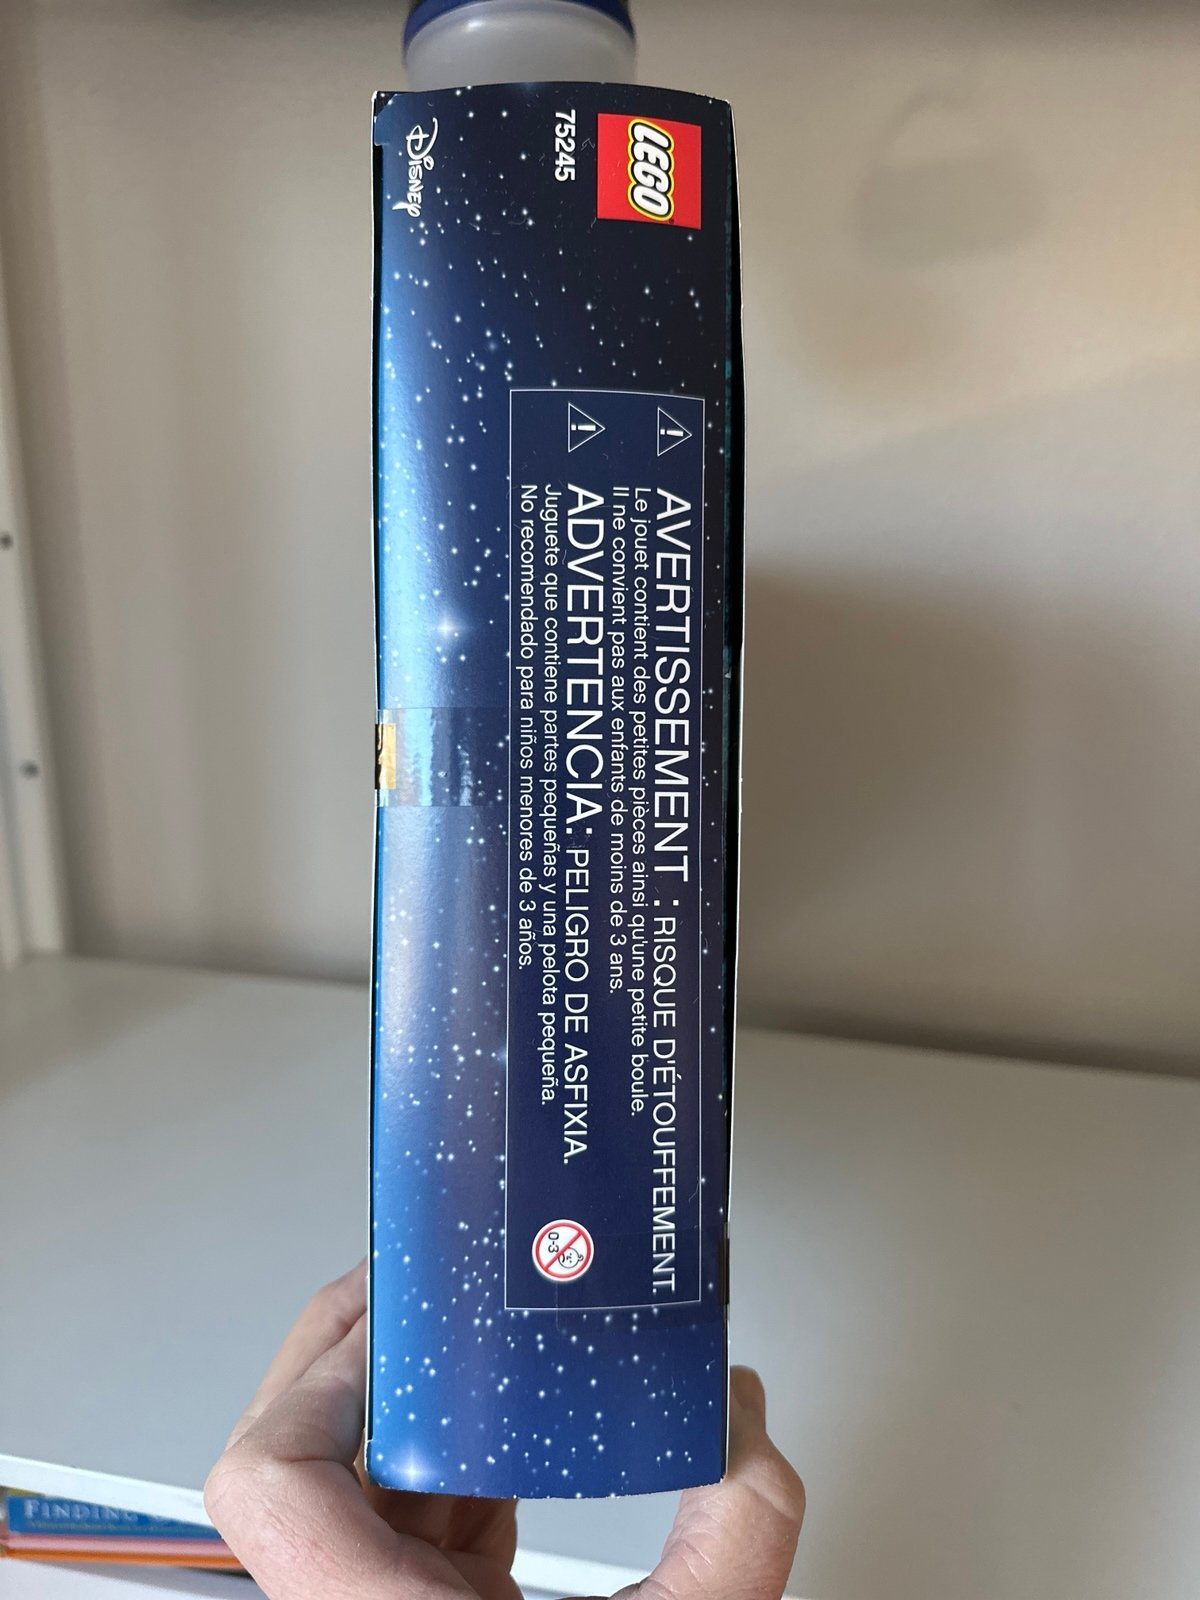 LEGO
75245
Disney
AVERTISSEMENT : RISQUE D'ÉTOUFFEMENT.
Le jouet contient des petites pièces ainsi qu'une petite boule.
Il ne convient pas aux enfants de moins de 3 ans.
ADVERTENCIA: PELIGRO DE ASFIXIA.
Juguete que contiene partes pequeñas y una pelota pequeña.
No recomendado para niños menores de 3 años.
0-3
FINDING